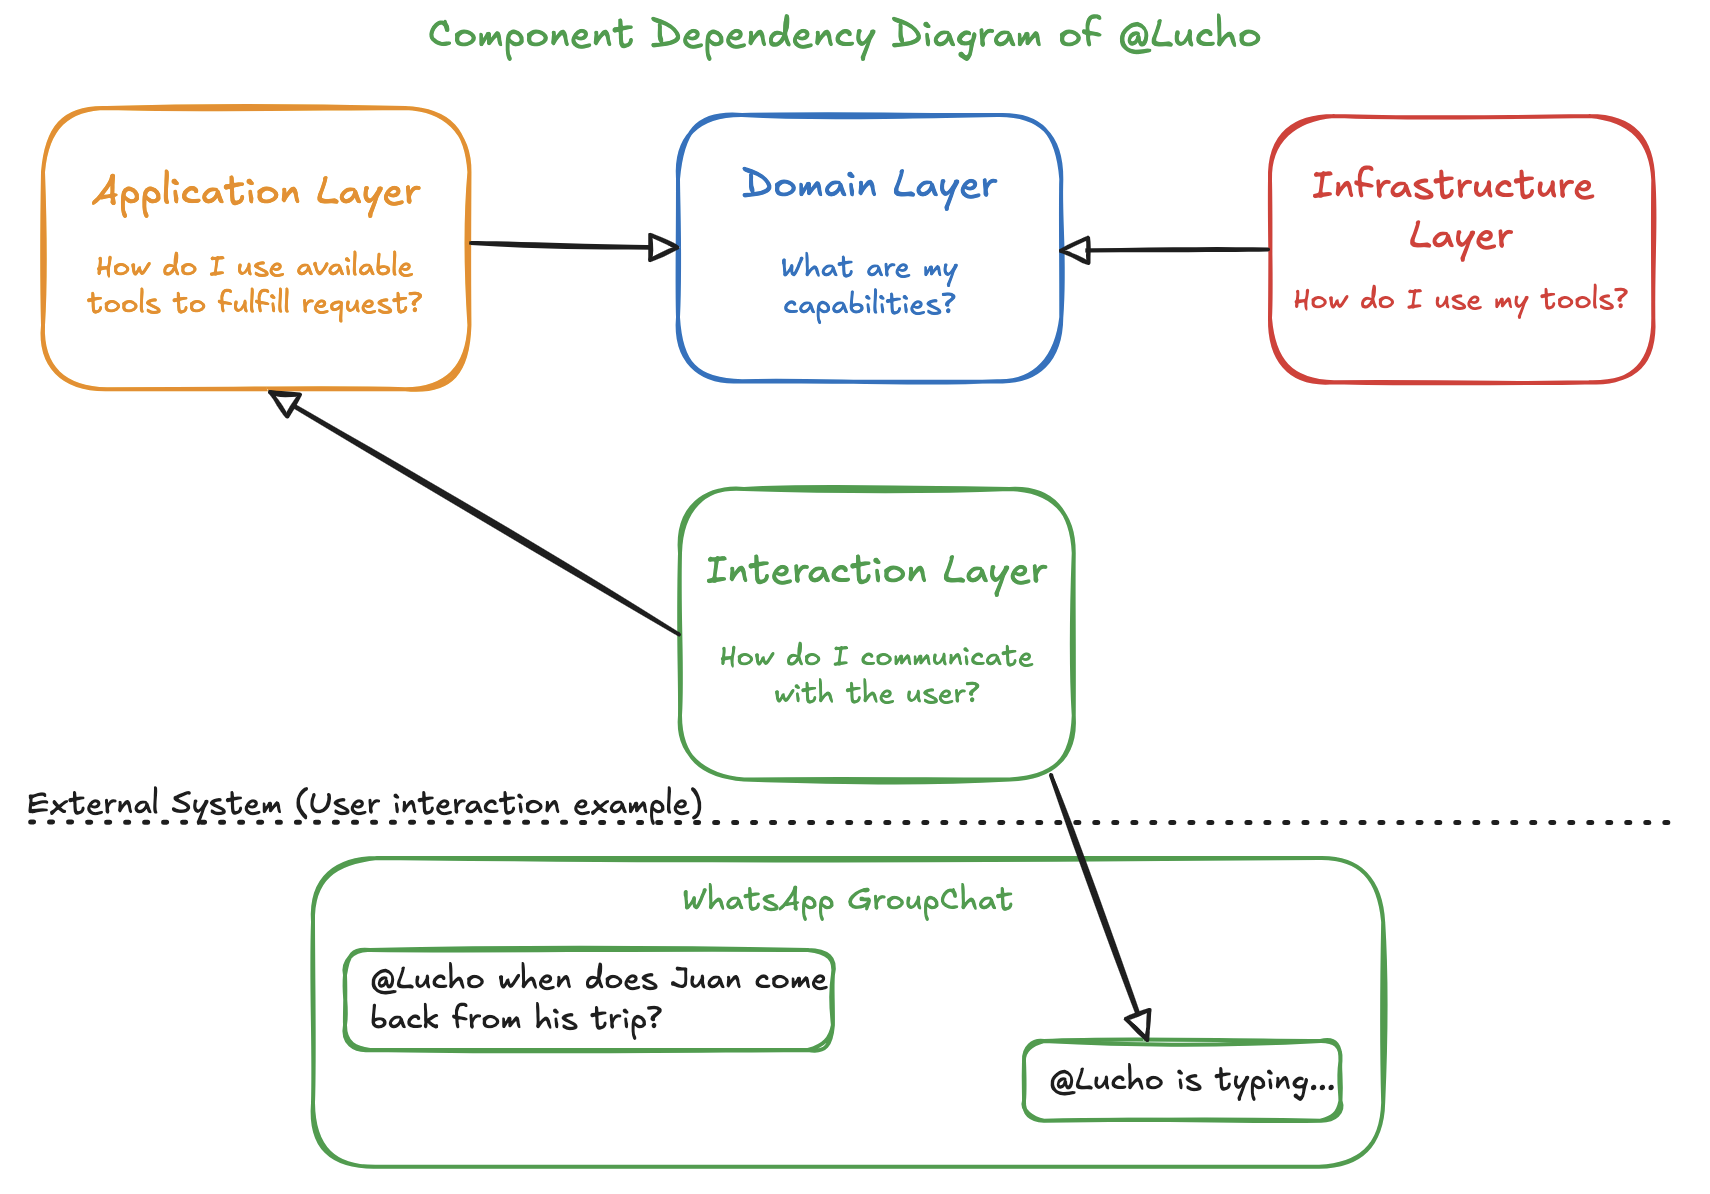 Component Dependency Diagram of @Lucho
Application Layer
How do I use available
tools to fulfill request?
Domain Layer
What are my
capabilities?
Infrastructure
Layer
How do I use my tools?
Interaction Layer
How do I communicate
with the user?
External System (User interaction example)
WhatsApp GroupChat
@Lucho when does Juan come
back from his trip?
@Lucho is typing...